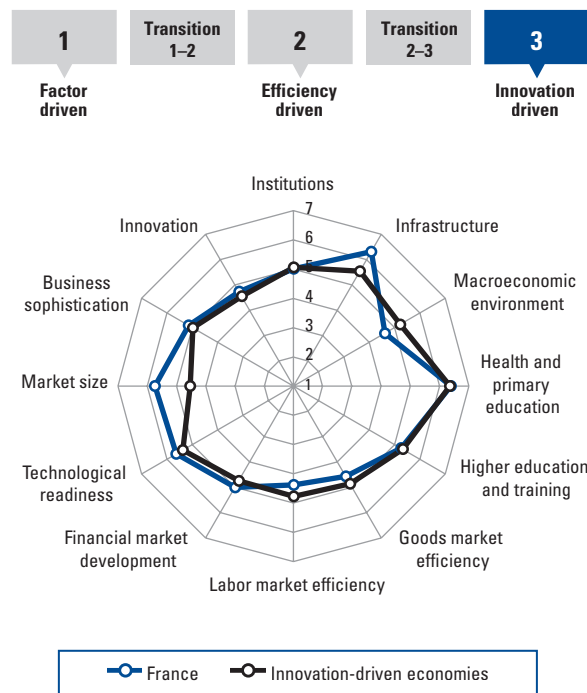 1
Transition
1–2
2
Transition
2–3
3
Factor
driven
Efficiency
driven
Innovation
driven
Institutions
Infrastructure
Macroeconomic
environment
Health and
primary
education
Higher education
and training
Goods market
efficiency
Labor market efficiency
Financial market
development
Technological
readiness
Market size
Business
sophistication
Innovation
7
6
5
4
3
2
1
France
Innovation-driven economies